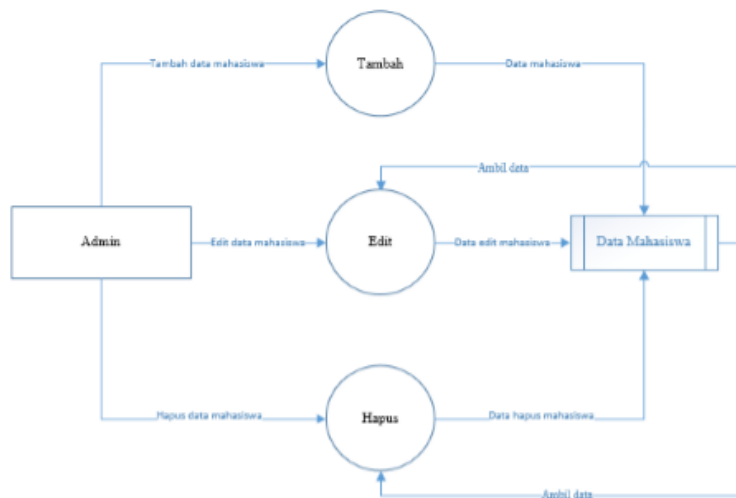 Tambah
Tambah data mahasiswa
Data mahasiswa
Ambil data
Admin
Edit data mahasiswa
Edit
Data edit mahasiswa
Data Mahasiswa
Hapus data mahasiswa
Hapus
Data hapus mahasiswa
Ambil data